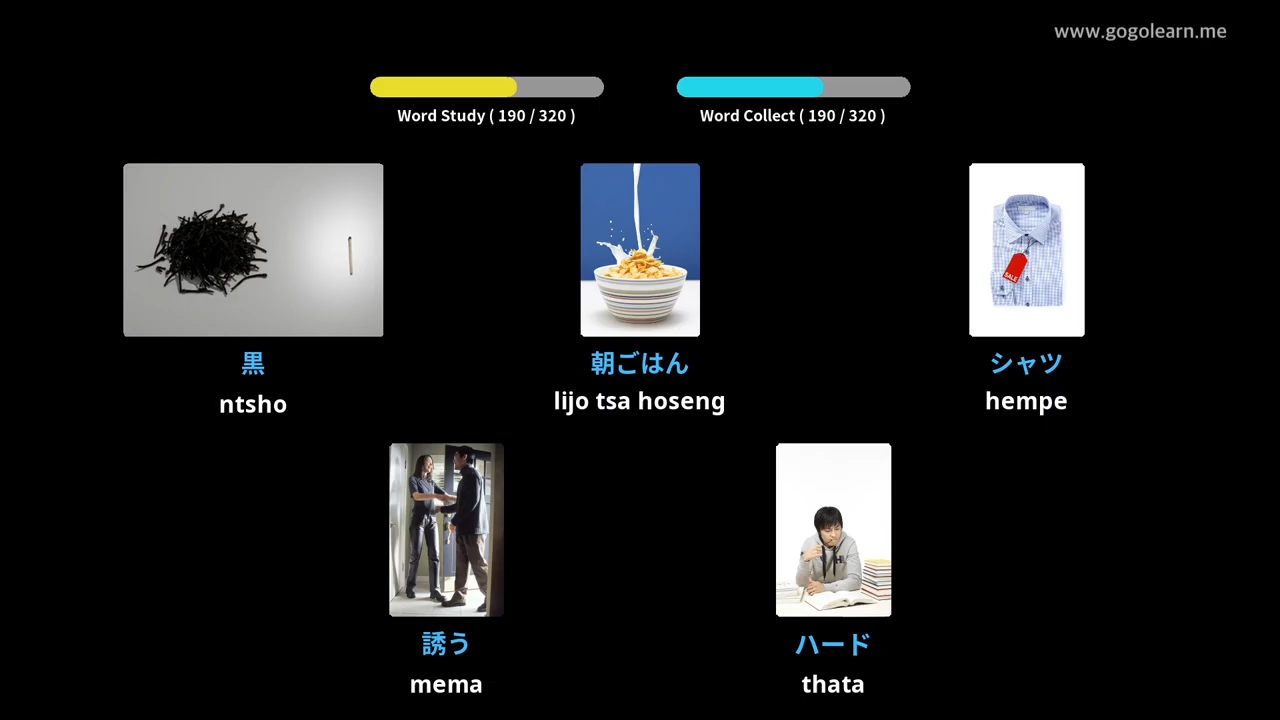 www.gogolearn.me
Word Study ( 190 / 320 )
Word Collect ( 190 / 320 )
SALE
黒
朝ごはん
シャツ
ntsho
lijo tsa hoseng
hempe
誘う
ハード
mema
thata